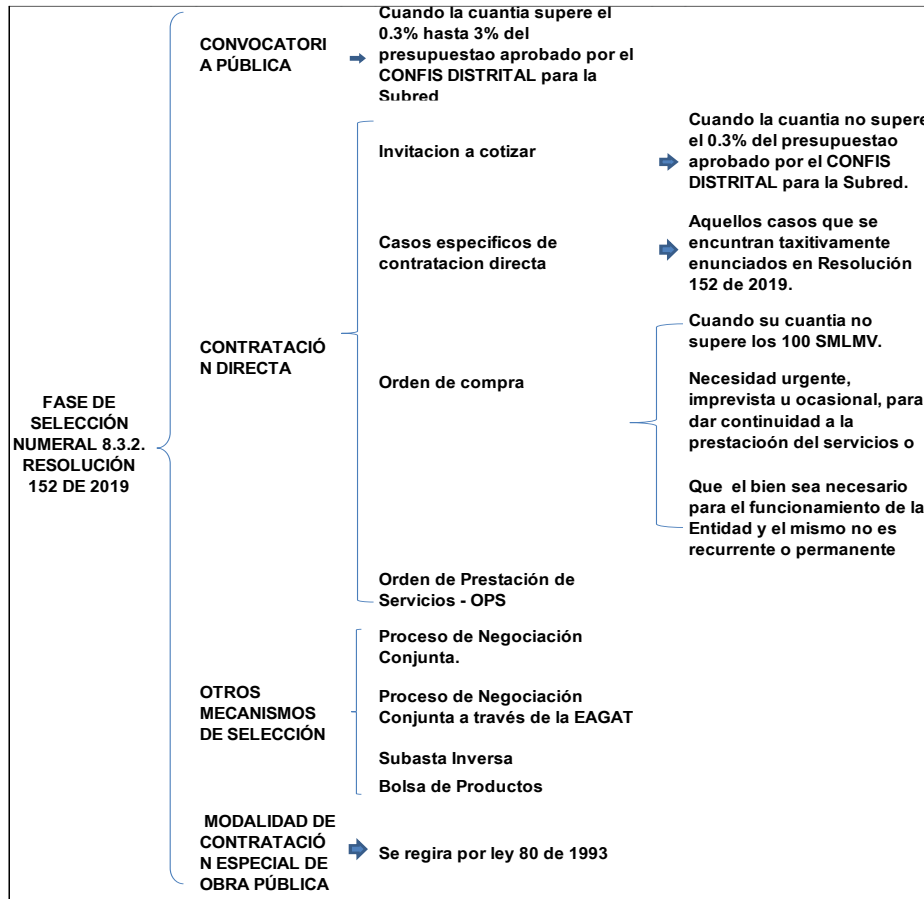 FASE DE
SELECCIÓN
NUMERAL 8.3.2.
RESOLUCIÓN
152 DE 2019
CONVOCATORI
A PÚBLICA
Cuando la cuantia supere el
0.3% hasta 3% del
presupuestao aprobado por el
CONFIS DISTRITAL para la
Subred
CONTRATACIÓ
N DIRECTA
Invitacion a cotizar
Cuando la cuantia no supere
el 0.3% del presupuestao
aprobado por el CONFIS
DISTRITAL para la Subred.
Casos especificos de
contratacion directa
Aquellos casos que se
encuntran taxitivamente
enunciados en Resolución
152 de 2019.
Orden de compra
Cuando su cuantia no
supere los 100 SMLMV.
Necesidad urgente,
imprevista u ocasional, para
dar continuidad a la
prestacioón del servicios o
Que el bien sea necesario
para el funcionamiento de la
Entidad y el mismo no es
recurrente o permanente
Orden de Prestación de
Servicios - OPS
OTROS
MECANISMOS
DE SELECCIÓN
Proceso de Negociación
Conjunta.
Proceso de Negociación
Conjunta a través de la EAGAT
Subasta Inversa
Bolsa de Productos
MODALIDAD DE
CONTRATACIÓ
N ESPECIAL DE
OBRA PÚBLICA
Se regira por ley 80 de 1993